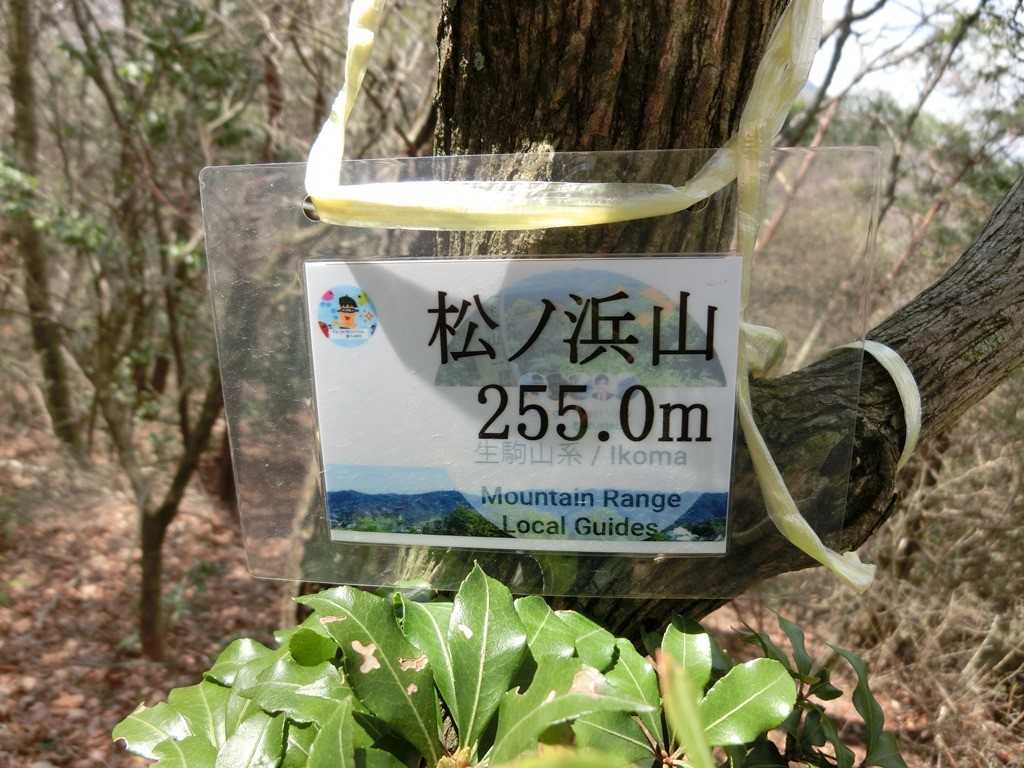 松ノ浜山
255.0m
生駒山系 / Ikoma
Mountain Range
Local Guides